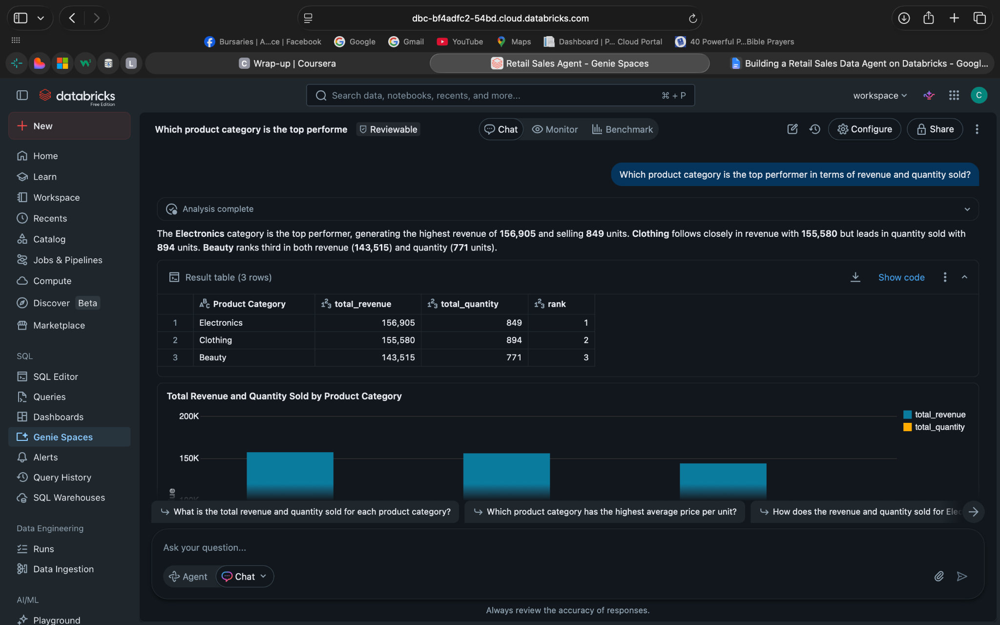 dbc-bf4adfc2-54bd.cloud.databricks.com
Bursaries | A...ce | Facebook
Google
Gmail
YouTube
Maps
Dashboard | P... Cloud Portal
40 Powerful P...Bible Prayers
L
C Wrap-up | Coursera
Retail Sales Agent - Genie Spaces
Building a Retail Sales Data Agent on Databricks - Googl...
databricks
Free Edition
Search data, notebooks, recents, and more...
⌘ + P
workspace
C
New
Home
Learn
Workspace
Recents
Catalog
Jobs & Pipelines
Compute
Discover Beta
Marketplace
SQL
SQL Editor
Queries
Dashboards
Genie Spaces
Alerts
Query History
SQL Warehouses
Data Engineering
Runs
Data Ingestion
AI/ML
Playground
Which product category is the top performe
Reviewable
Chat
Monitor
Benchmark
Configure
Share
Which product category is the top performer in terms of revenue and quantity sold?
Analysis complete
The Electronics category is the top performer, generating the highest revenue of 156,905 and selling 849 units. Clothing follows closely in revenue with 155,580 but leads in quantity sold with
894 units. Beauty ranks third in both revenue (143,515) and quantity (771 units).
Result table (3 rows)
Show code
Product Category total_revenue total_quantity rank
1 Electronics 156,905 849 1
2 Clothing 155,580 894 2
3 Beauty 143,515 771 3
Total Revenue and Quantity Sold by Product Category
200K
150K
100K
total_revenue
total_quantity
What is the total revenue and quantity sold for each product category?
Which product category has the highest average price per unit?
How does the revenue and quantity sold for Elec
Ask your question...
Agent
Chat
Always review the accuracy of responses.